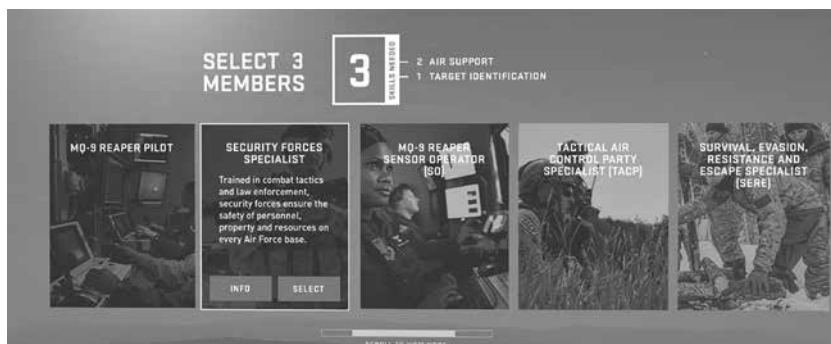 SELECT 3
MEMBERS
3
SKILLS NEEDED
2 AIR SUPPORT
1 TARGET IDENTIFICATION
MQ-9 REAPER PILOT
SECURITY FORCES
SPECIALIST
Trained in combat tactics
and law enforcement,
security forces ensure the
safety of personnel,
property and resources on
every Air Force base.
INFO
SELECT
MQ-9 REAPER
SENSOR OPERATOR
(SO)
TACTICAL AIR
CONTROL PARTY
SPECIALIST (TACP)
SURVIVAL, EVASION,
RESISTANCE AND
ESCAPE SPECIALIST
(SERE)